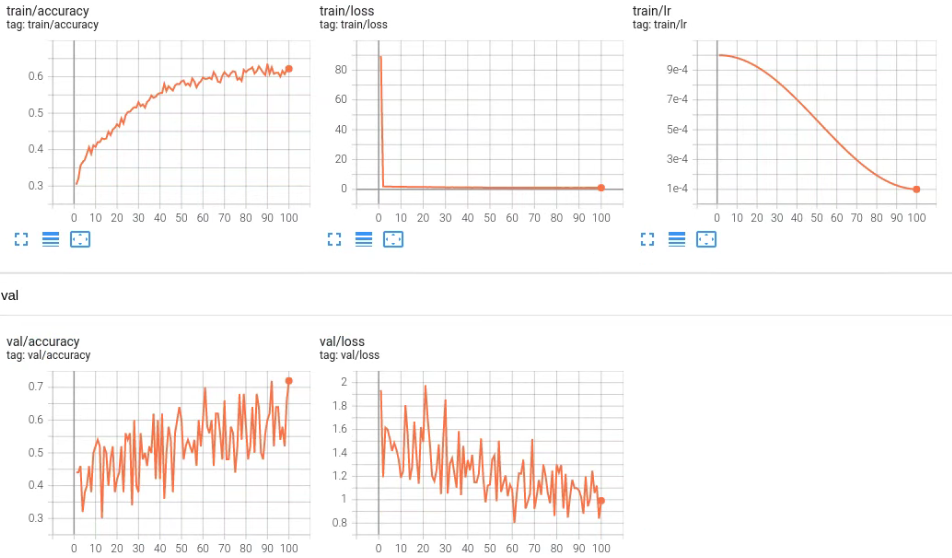 train/accuracy
tag: train/accuracy
0.6
0.5
0.4
0.3
0 10 20 30 40 50 60 70 80 90 100
train/loss
tag: train/loss
80
60
40
20
0
0 10 20 30 40 50 60 70 80 90 100
train/lr
tag: train/lr
9e-4
7e-4
5e-4
3e-4
1e-4
0 10 20 30 40 50 60 70 80 90 100
val
val/accuracy
tag: val/accuracy
0.7
0.6
0.5
0.4
0.3
0 10 20 30 40 50 60 70 80 90 100
val/loss
tag: val/loss
2
1.8
1.6
1.4
1.2
1
0.8
0 10 20 30 40 50 60 70 80 90 100